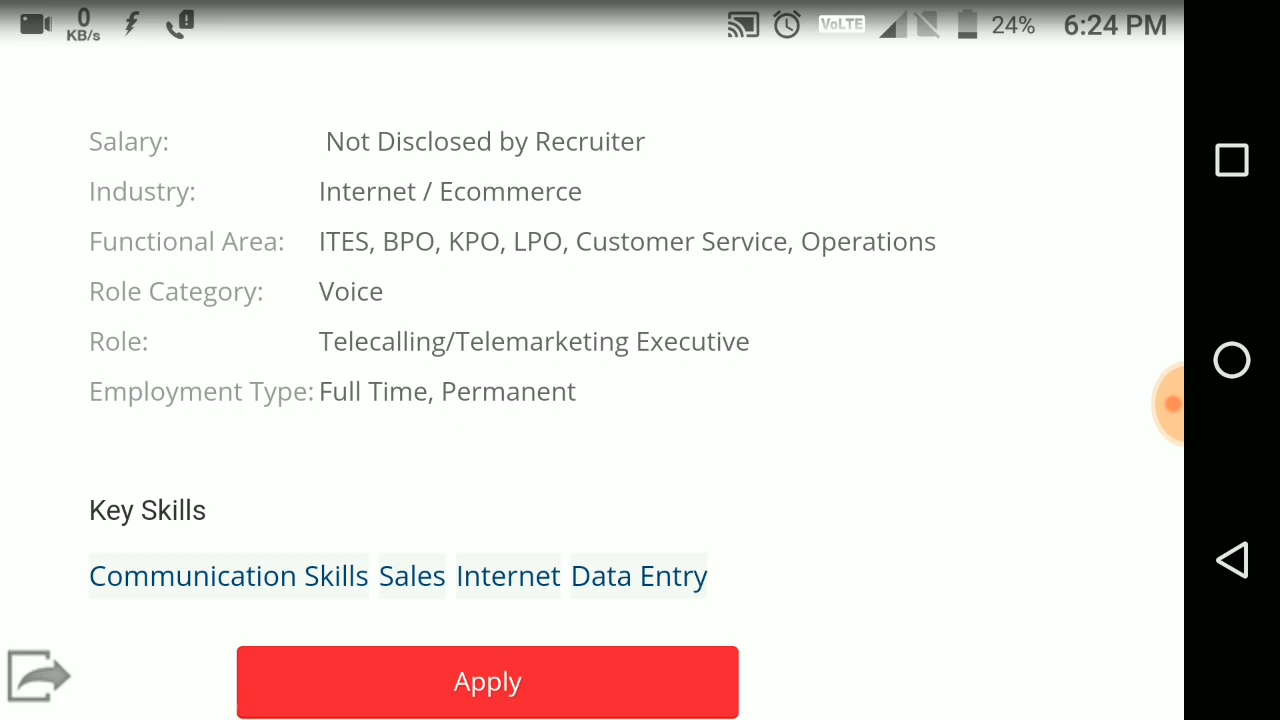 0
KB/s
VoLTE 24% 6:24 PM
Salary: Not Disclosed by Recruiter
Industry: Internet / Ecommerce
Functional Area: ITES, BPO, KPO, LPO, Customer Service, Operations
Role Category: Voice
Role: Telecalling/Telemarketing Executive
Employment Type: Full Time, Permanent
Key Skills
Communication Skills Sales Internet Data Entry
Apply